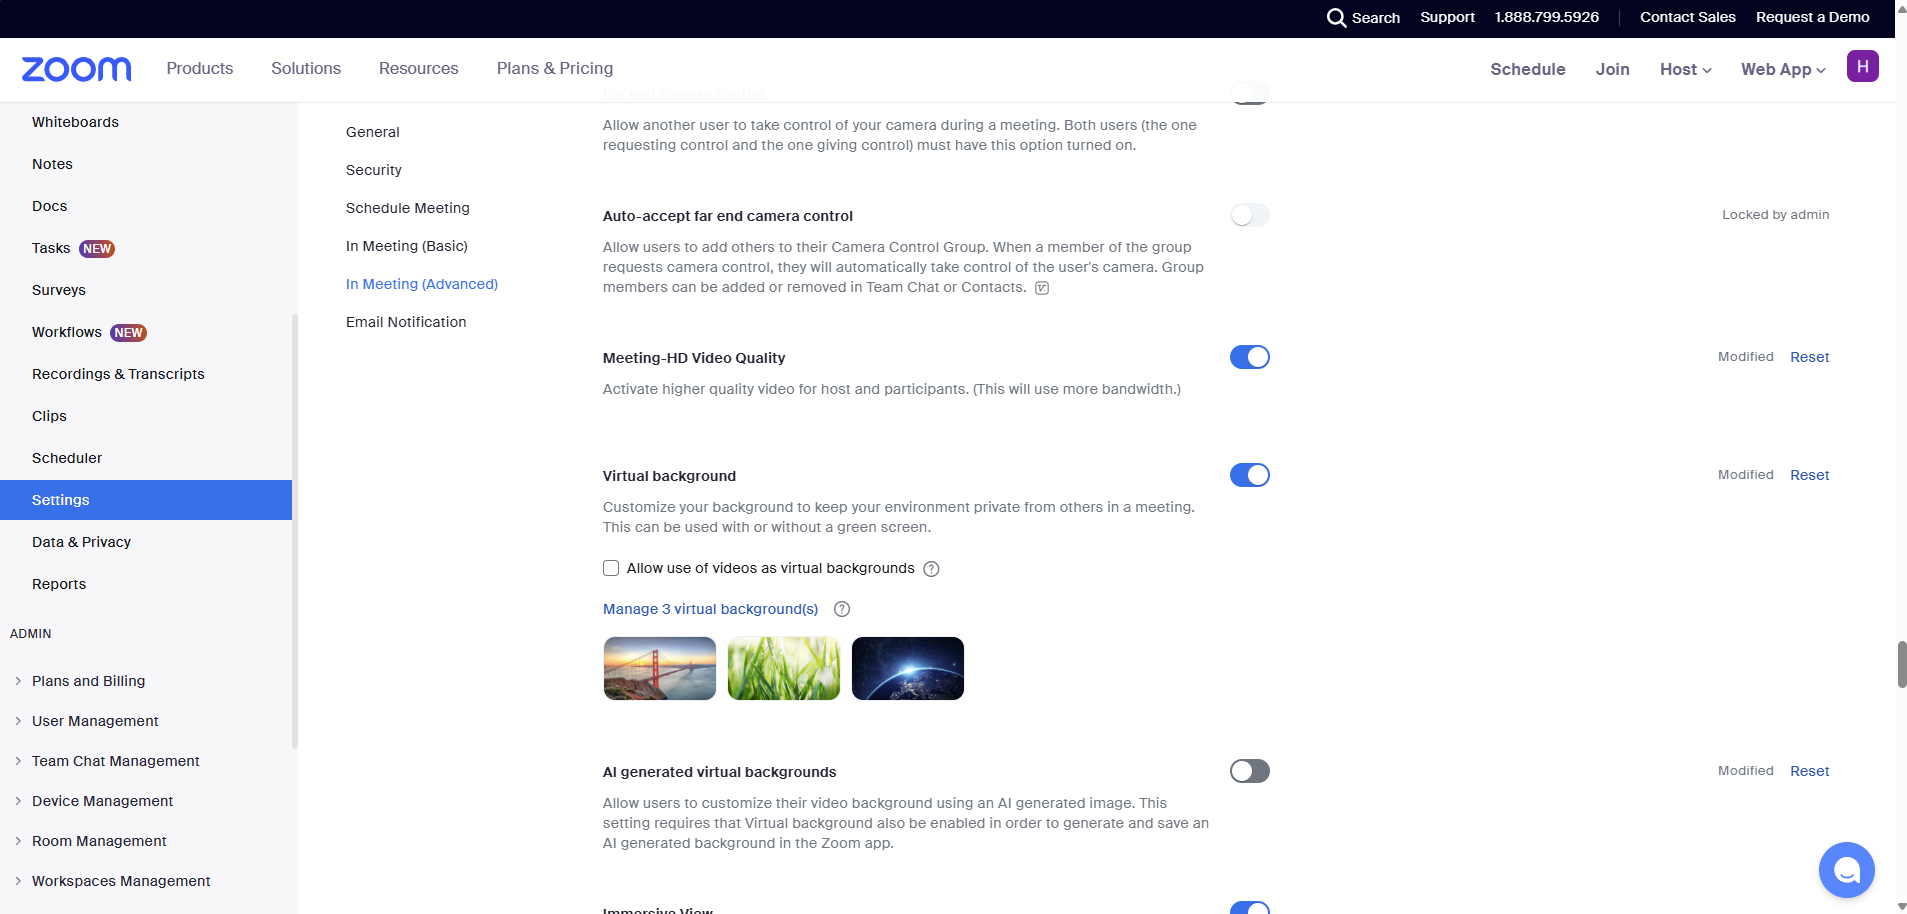 Search Support 1.888.799.5926 Contact Sales Request a Demo
zoom Products Solutions Resources Plans & Pricing Schedule Join Host Web App H
Whiteboards
Notes
Docs
Tasks NEW
Surveys
Workflows NEW
Recordings & Transcripts
Clips
Scheduler
Settings
Data & Privacy
Reports
ADMIN
Plans and Billing
User Management
Team Chat Management
Device Management
Room Management
Workspaces Management
General
Security
Schedule Meeting
In Meeting (Basic)
In Meeting (Advanced)
Email Notification
Far end camera control
Allow another user to take control of your camera during a meeting. Both users (the one
requesting control and the one giving control) must have this option turned on.
Auto-accept far end camera control Locked by admin
Allow users to add others to their Camera Control Group. When a member of the group
requests camera control, they will automatically take control of the user's camera. Group
members can be added or removed in Team Chat or Contacts.
Meeting-HD Video Quality Modified Reset
Activate higher quality video for host and participants. (This will use more bandwidth.)
Virtual background Modified Reset
Customize your background to keep your environment private from others in a meeting.
This can be used with or without a green screen.
Allow use of videos as virtual backgrounds ?
Manage 3 virtual background(s) ?
AI generated virtual backgrounds Modified Reset
Allow users to customize their video background using an AI generated image. This
setting requires that Virtual background also be enabled in order to generate and save an
AI generated background in the Zoom app.
Immersive View